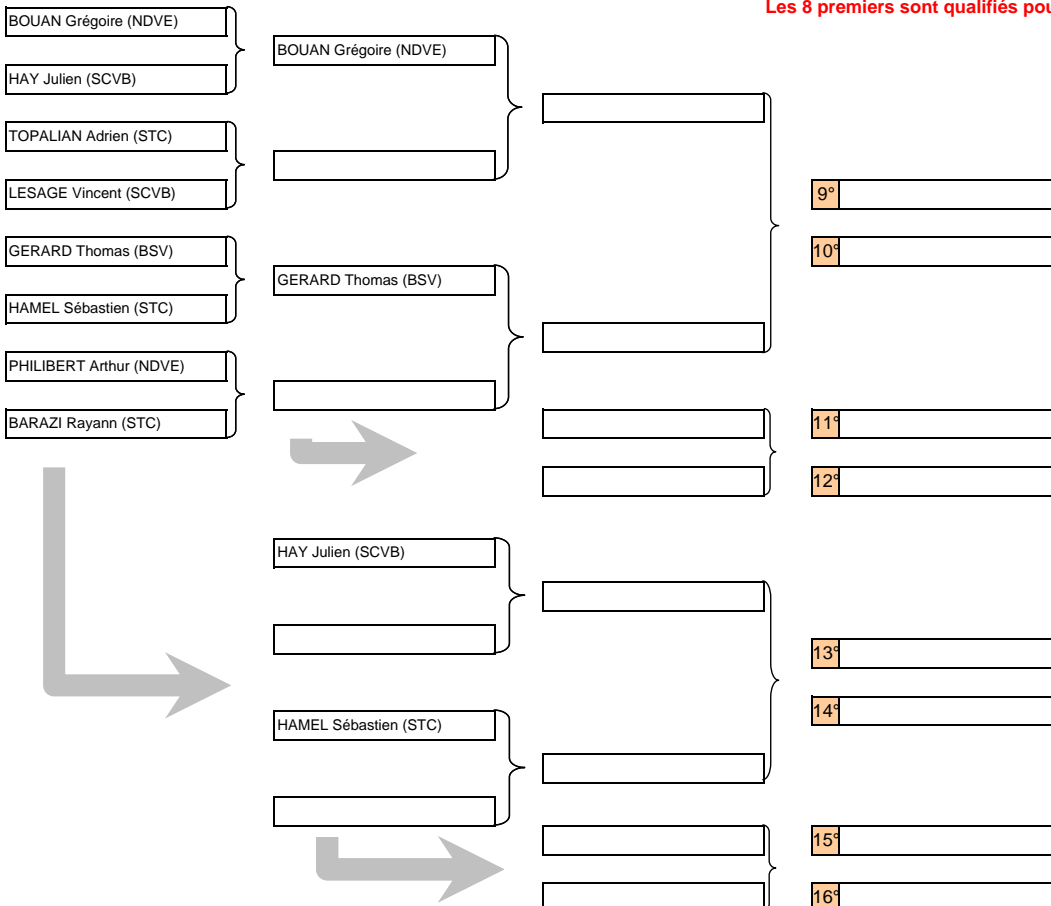 Les 8 premiers sont qualifiés pou
BOUAN Grégoire (NDVE)
HAY Julien (SCVB)
TOPALIAN Adrien (STC)
LESAGE Vincent (SCVB)
GERARD Thomas (BSV)
HAMEL Sébastien (STC)
PHILIBERT Arthur (NDVE)
BARAZI Rayann (STC)
BOUAN Grégoire (NDVE)
GERARD Thomas (BSV)
HAY Julien (SCVB)
HAMEL Sébastien (STC)
9°
10°
11°
12°
13°
14°
15°
16°